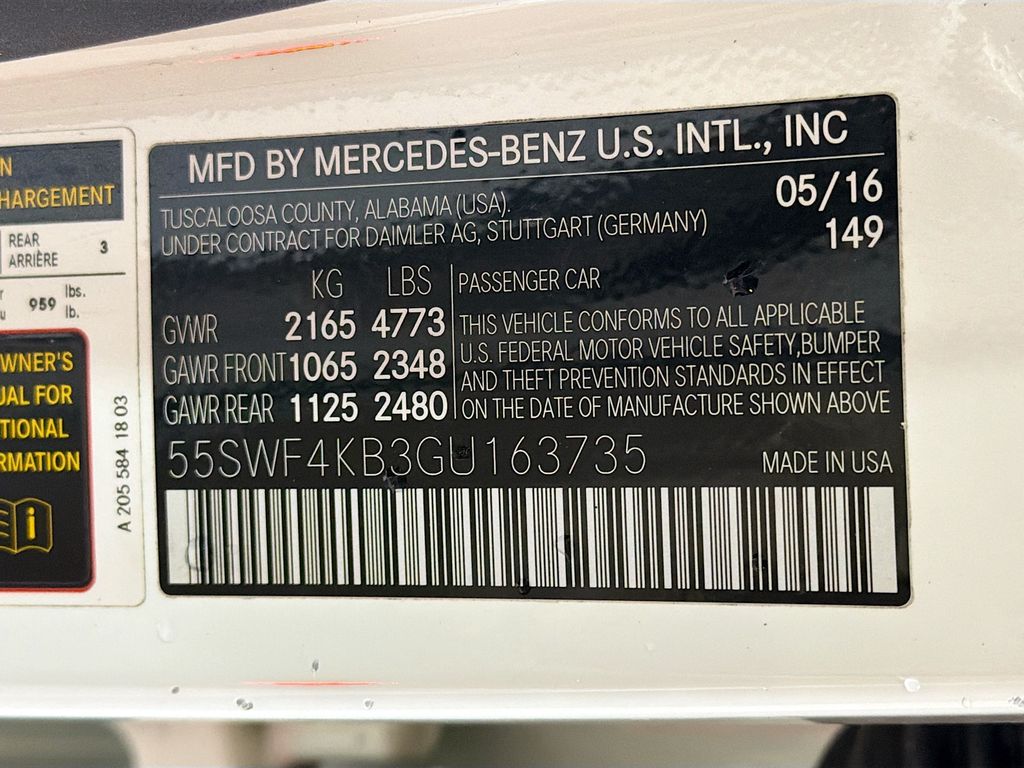 MFD BY MERCEDES-BENZ U.S. INTL., INC
TUSCALOOSA COUNTY, ALABAMA (USA).
05/16
UNDER CONTRACT FOR DAIMLER AG, STUTTGART (GERMANY)
149
KG LBS
GVWR 2165 4773
GAWR FRONT 1065 2348
GAWR REAR 1125 2480
PASSENGER CAR
THIS VEHICLE CONFORMS TO ALL APPLICABLE
U.S. FEDERAL MOTOR VEHICLE SAFETY,BUMPER
AND THEFT PREVENTION STANDARDS IN EFFECT
ON THE DATE OF MANUFACTURE SHOWN ABOVE
55SWF4KB3GU163735
MADE IN USA
N
HARGEMENT
REAR 3
ARRIÈRE
959 lbs.
lb.
WNER'S
UAL FOR
TIONAL
RMATION
i
A 205 584 18 03